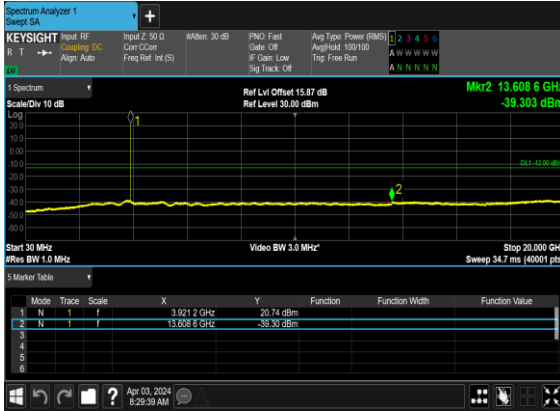 Spectrum Analyzer 1
Swept SA
+
KEYSIGHT
R T
Input: RF
Coupling: DC
Align: Auto
Input Z: 50 Ω
Corr CCorr
Freq Ref: Int (S)
#Atten: 30 dB
PNO: Fast
Gate: Off
IF Gain: Low
Sig Track: Off
Avg Type: Power (RMS)
Avg|Hold: 100/100
Trig: Free Run
1 2 3 4 5 6
A W W W W W
A N N N N N
1 Spectrum
Scale/Div 10 dB
Ref Lvl Offset 15.87 dB
Ref Level 30.00 dBm
Mkr2 13.608 6 GHz
-39.303 dBm
Log
20.0
10.0
0.00
-10.0
-20.0
-30.0
-40.0
-50.0
-60.0
1
DL1 -13.00 dBm
2
Start 30 MHz
#Res BW 1.0 MHz
Video BW 3.0 MHz*
Stop 20.000 GH
Sweep 34.7 ms (40001 pts
5 Marker Table
Mode Trace Scale X Y Function Function Width Function Value
1 N 1 f 3.921 2 GHz 20.74 dBm
2 N 1 f 13.608 6 GHz -39.30 dBm
3
4
5
6
?
Apr 03, 2024
8:29:39 AM